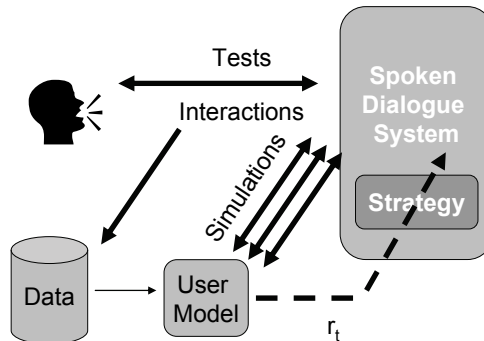 Tests
Interactions
Spoken
Dialogue
System
Strategy
Simulations
Data
User
Model
r_t